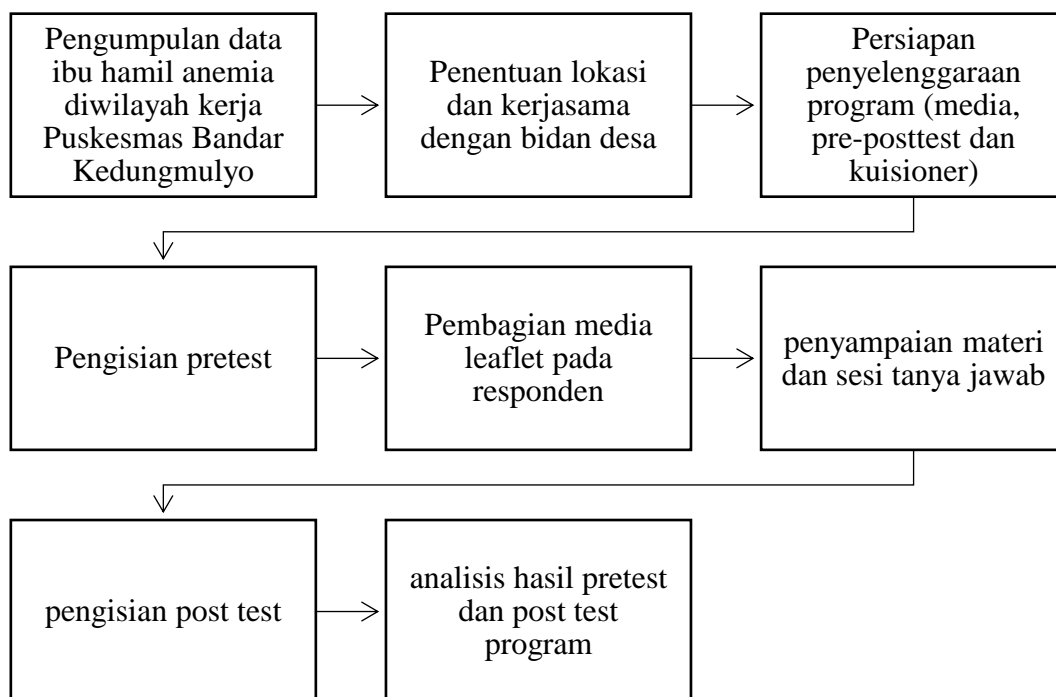 Pengumpulan data
ibu hamil anemia
diwilayah kerja
Puskesmas Bandar
Kedungmulyo
Penentuan lokasi
dan kerjasama
dengan bidan desa
Persiapan
penyelenggaraan
program (media,
pre-posttest dan
kuisioner)
Pengisian pretest
Pembagian media
leaflet pada
responden
penyampaian materi
dan sesi tanya jawab
pengisian post test
analisis hasil pretest
dan post test
program